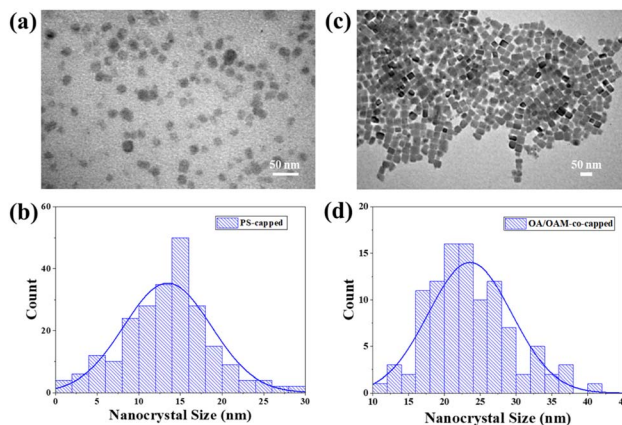 (a)
50 nm
(c)
50 nm
(b)
60
40
20
0
Count
PS-capped
0 5 10 15 20 25 30
Nanocrystal Size (nm)
(d)
20
15
10
5
0
Count
OA/OAM-co-capped
10 15 20 25 30 35 40 45
Nanocrystal Size (nm)